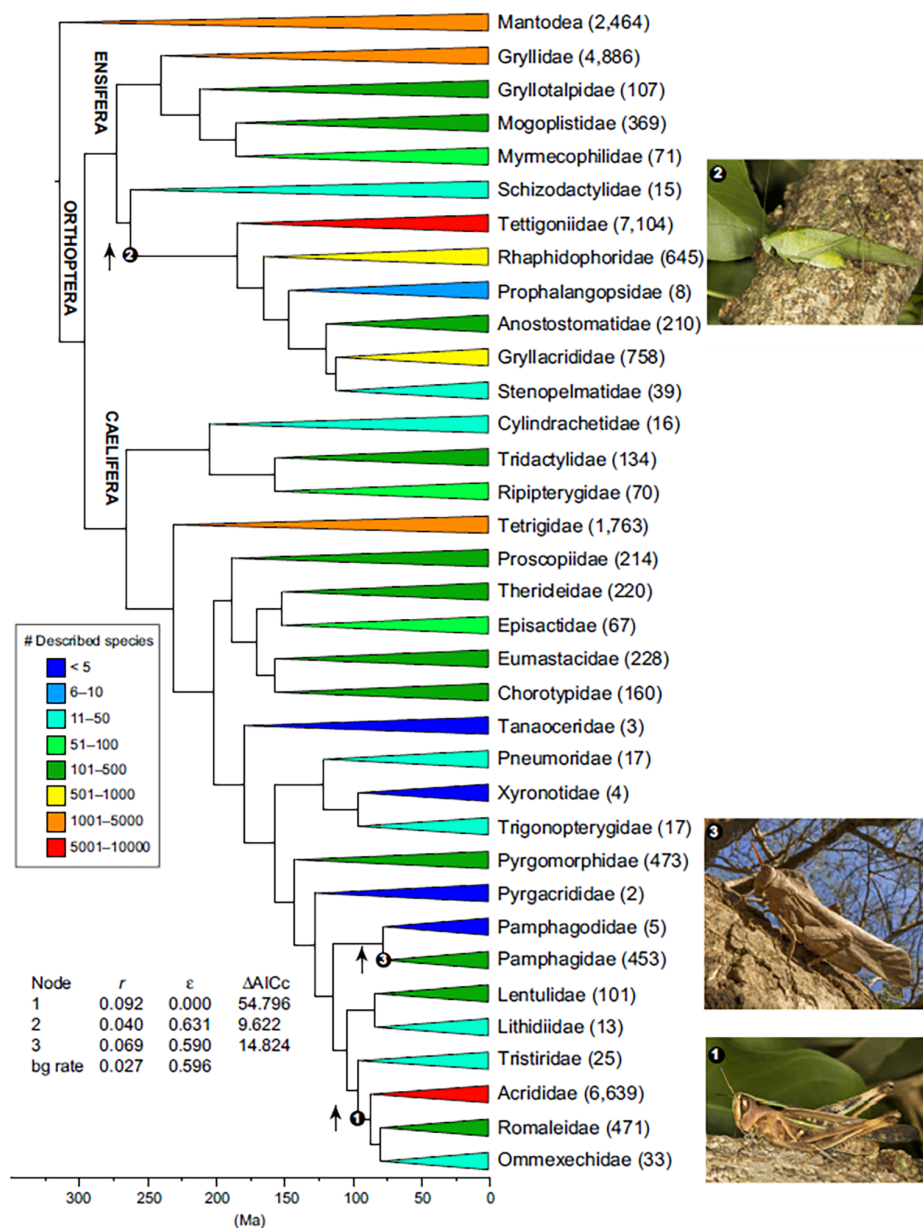 Mantodea (2,464)
Gryllidae (4,886)
Gryllotalpidae (107)
Mogoplistidae (369)
Myrmecophilidae (71)
Schizodactylidae (15)
Tettigoniidae (7,104)
Rhaphidophoridae (645)
Prophalangopsidae (8)
Anostostomatidae (210)
Gryllacrididae (758)
Stenopelmatidae (39)
Cylindrachetidae (16)
Tridactylidae (134)
Ripipterygidae (70)
Tetrigidae (1,763)
Proscopiidae (214)
Thericleidae (220)
Episactidae (67)
Eumastacidae (228)
Chorotypidae (160)
Tanaoceridae (3)
Pneumoridae (17)
Xyronotidae (4)
Trigonopterygidae (17)
Pyrgomorphidae (473)
Pyrgacrididae (2)
Pamphagodidae (5)
Pamphagidae (453)
Lentulidae (101)
Lithidiidae (13)
Tristiridae (25)
Acrididae (6,639)
Romaleidae (471)
Ommexechidae (33)
ENSIFERA
ORTHOPTERA
CAELIFERA
2
3
1
# Described species
< 5
6–10
11–50
51–100
101–500
501–1000
1001–5000
5001–10000
Node r ε ΔAICc
1 0.092 0.000 54.796
2 0.040 0.631 9.622
3 0.069 0.590 14.824
bg rate 0.027 0.596
300 250 200 150 100 50 0
(Ma)
2
3
1